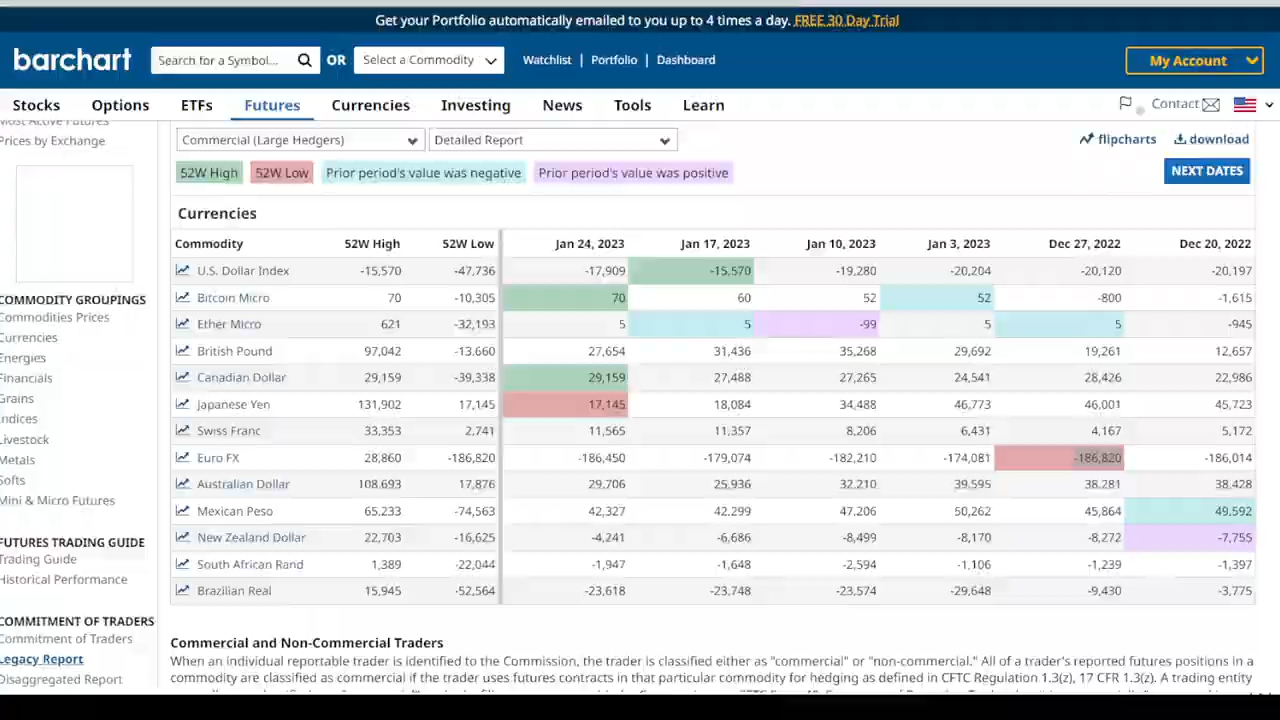 Get your Portfolio automatically emailed to you up to 4 times a day. FREE 30 Day Trial
barchart Search for a Symbol... OR Select a Commodity Watchlist | Portfolio | Dashboard My Account
Stocks Options ETFs Futures Currencies Investing News Tools Learn Contact
Most Active Futures
Prices by Exchange
Commercial (Large Hedgers) Detailed Report flipcharts download
52W High 52W Low Prior period's value was negative Prior period's value was positive NEXT DATES
Currencies
Commodity 52W High 52W Low Jan 24, 2023 Jan 17, 2023 Jan 10, 2023 Jan 3, 2023 Dec 27, 2022 Dec 20, 2022
U.S. Dollar Index -15,570 -47,736 -17,909 -15,570 -19,280 -20,204 -20,120 -20,197
Bitcoin Micro 70 -10,305 70 60 52 52 -800 -1,615
Ether Micro 621 -32,193 5 5 -99 5 5 -945
British Pound 97,042 -13,660 27,654 31,436 35,268 29,692 19,261 12,657
Canadian Dollar 29,159 -39,338 29,159 27,488 27,265 24,541 28,426 22,986
Japanese Yen 131,902 17,145 17,145 18,084 34,488 46,773 46,001 45,723
Swiss Franc 33,353 2,741 11,565 11,357 8,206 6,431 4,167 5,172
Euro FX 28,860 -186,820 -186,450 -179,074 -182,210 -174,081 -186,820 -186,014
Australian Dollar 108,693 17,876 29,706 25,936 32,210 39,595 38,281 38,428
Mexican Peso 65,233 -74,563 42,327 42,299 47,206 50,262 45,864 49,592
New Zealand Dollar 22,703 -16,625 -4,241 -6,686 -8,499 -8,170 -8,272 -7,755
South African Rand 1,389 -22,044 -1,947 -1,648 -2,594 -1,106 -1,239 -1,397
Brazilian Real 15,945 -52,564 -23,618 -23,748 -23,574 -29,648 -9,430 -3,775
COMMODITY GROUPINGS
Commodities Prices
Currencies
Energies
Financials
Grains
Indices
Livestock
Metals
Softs
Mini & Micro Futures
FUTURES TRADING GUIDE
Trading Guide
Historical Performance
COMMITMENT OF TRADERS
Commitment of Traders
Legacy Report
Disaggregated Report
Commercial and Non-Commercial Traders
When an individual reportable trader is identified to the Commission, the trader is classified either as "commercial" or "non-commercial." All of a trader's reported futures positions in a
commodity are classified as commercial if the trader uses futures contracts in that particular commodity for hedging as defined in CFTC Regulation 1.3(z), 17 CFR 1.3(z). A trading entity